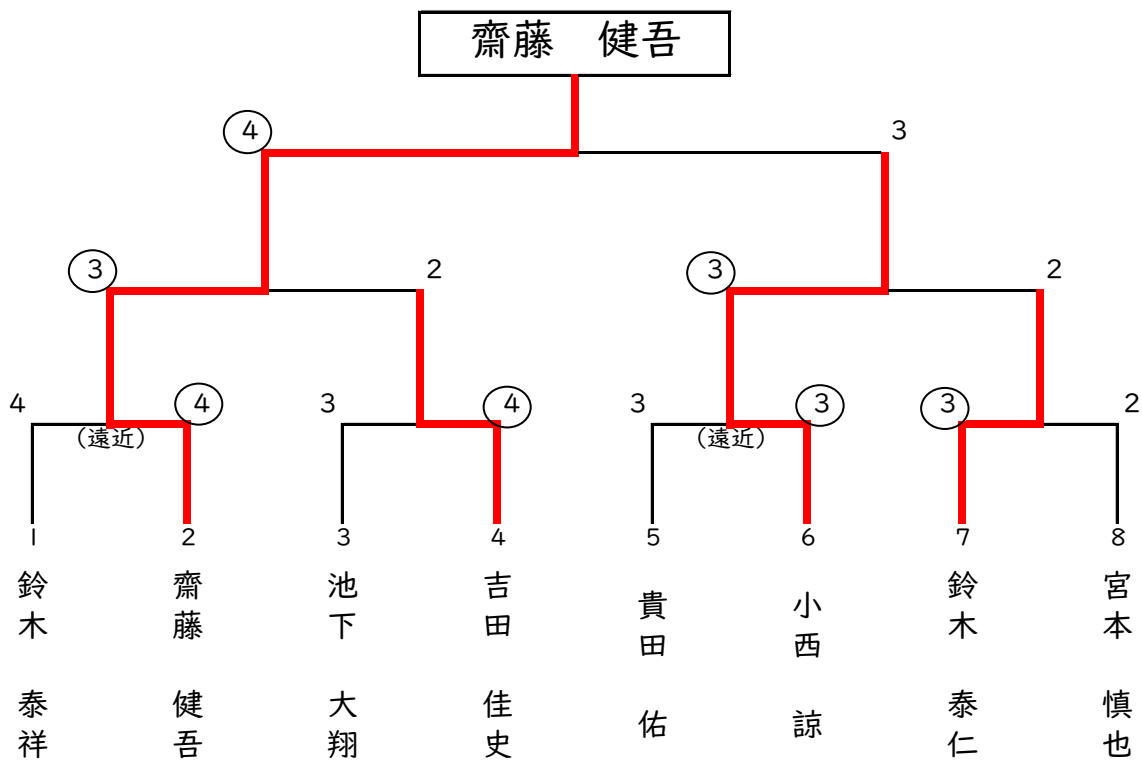 齋藤　健吾
④ 3
③ 2 ③ 2
4 ④ 3 ④ 3 ③ ③ 2
（遠近） （遠近）
1 2 3 4 5 6 7 8
鈴木 泰祥
齋藤 健吾
池下 大翔
吉田 佳史
貴田 佑
小西 諒
鈴木 泰仁
宮本 慎也